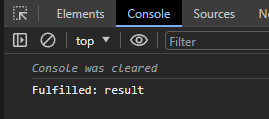 Elements Console Sources
top Filter
Console was cleared
Fulfilled: result